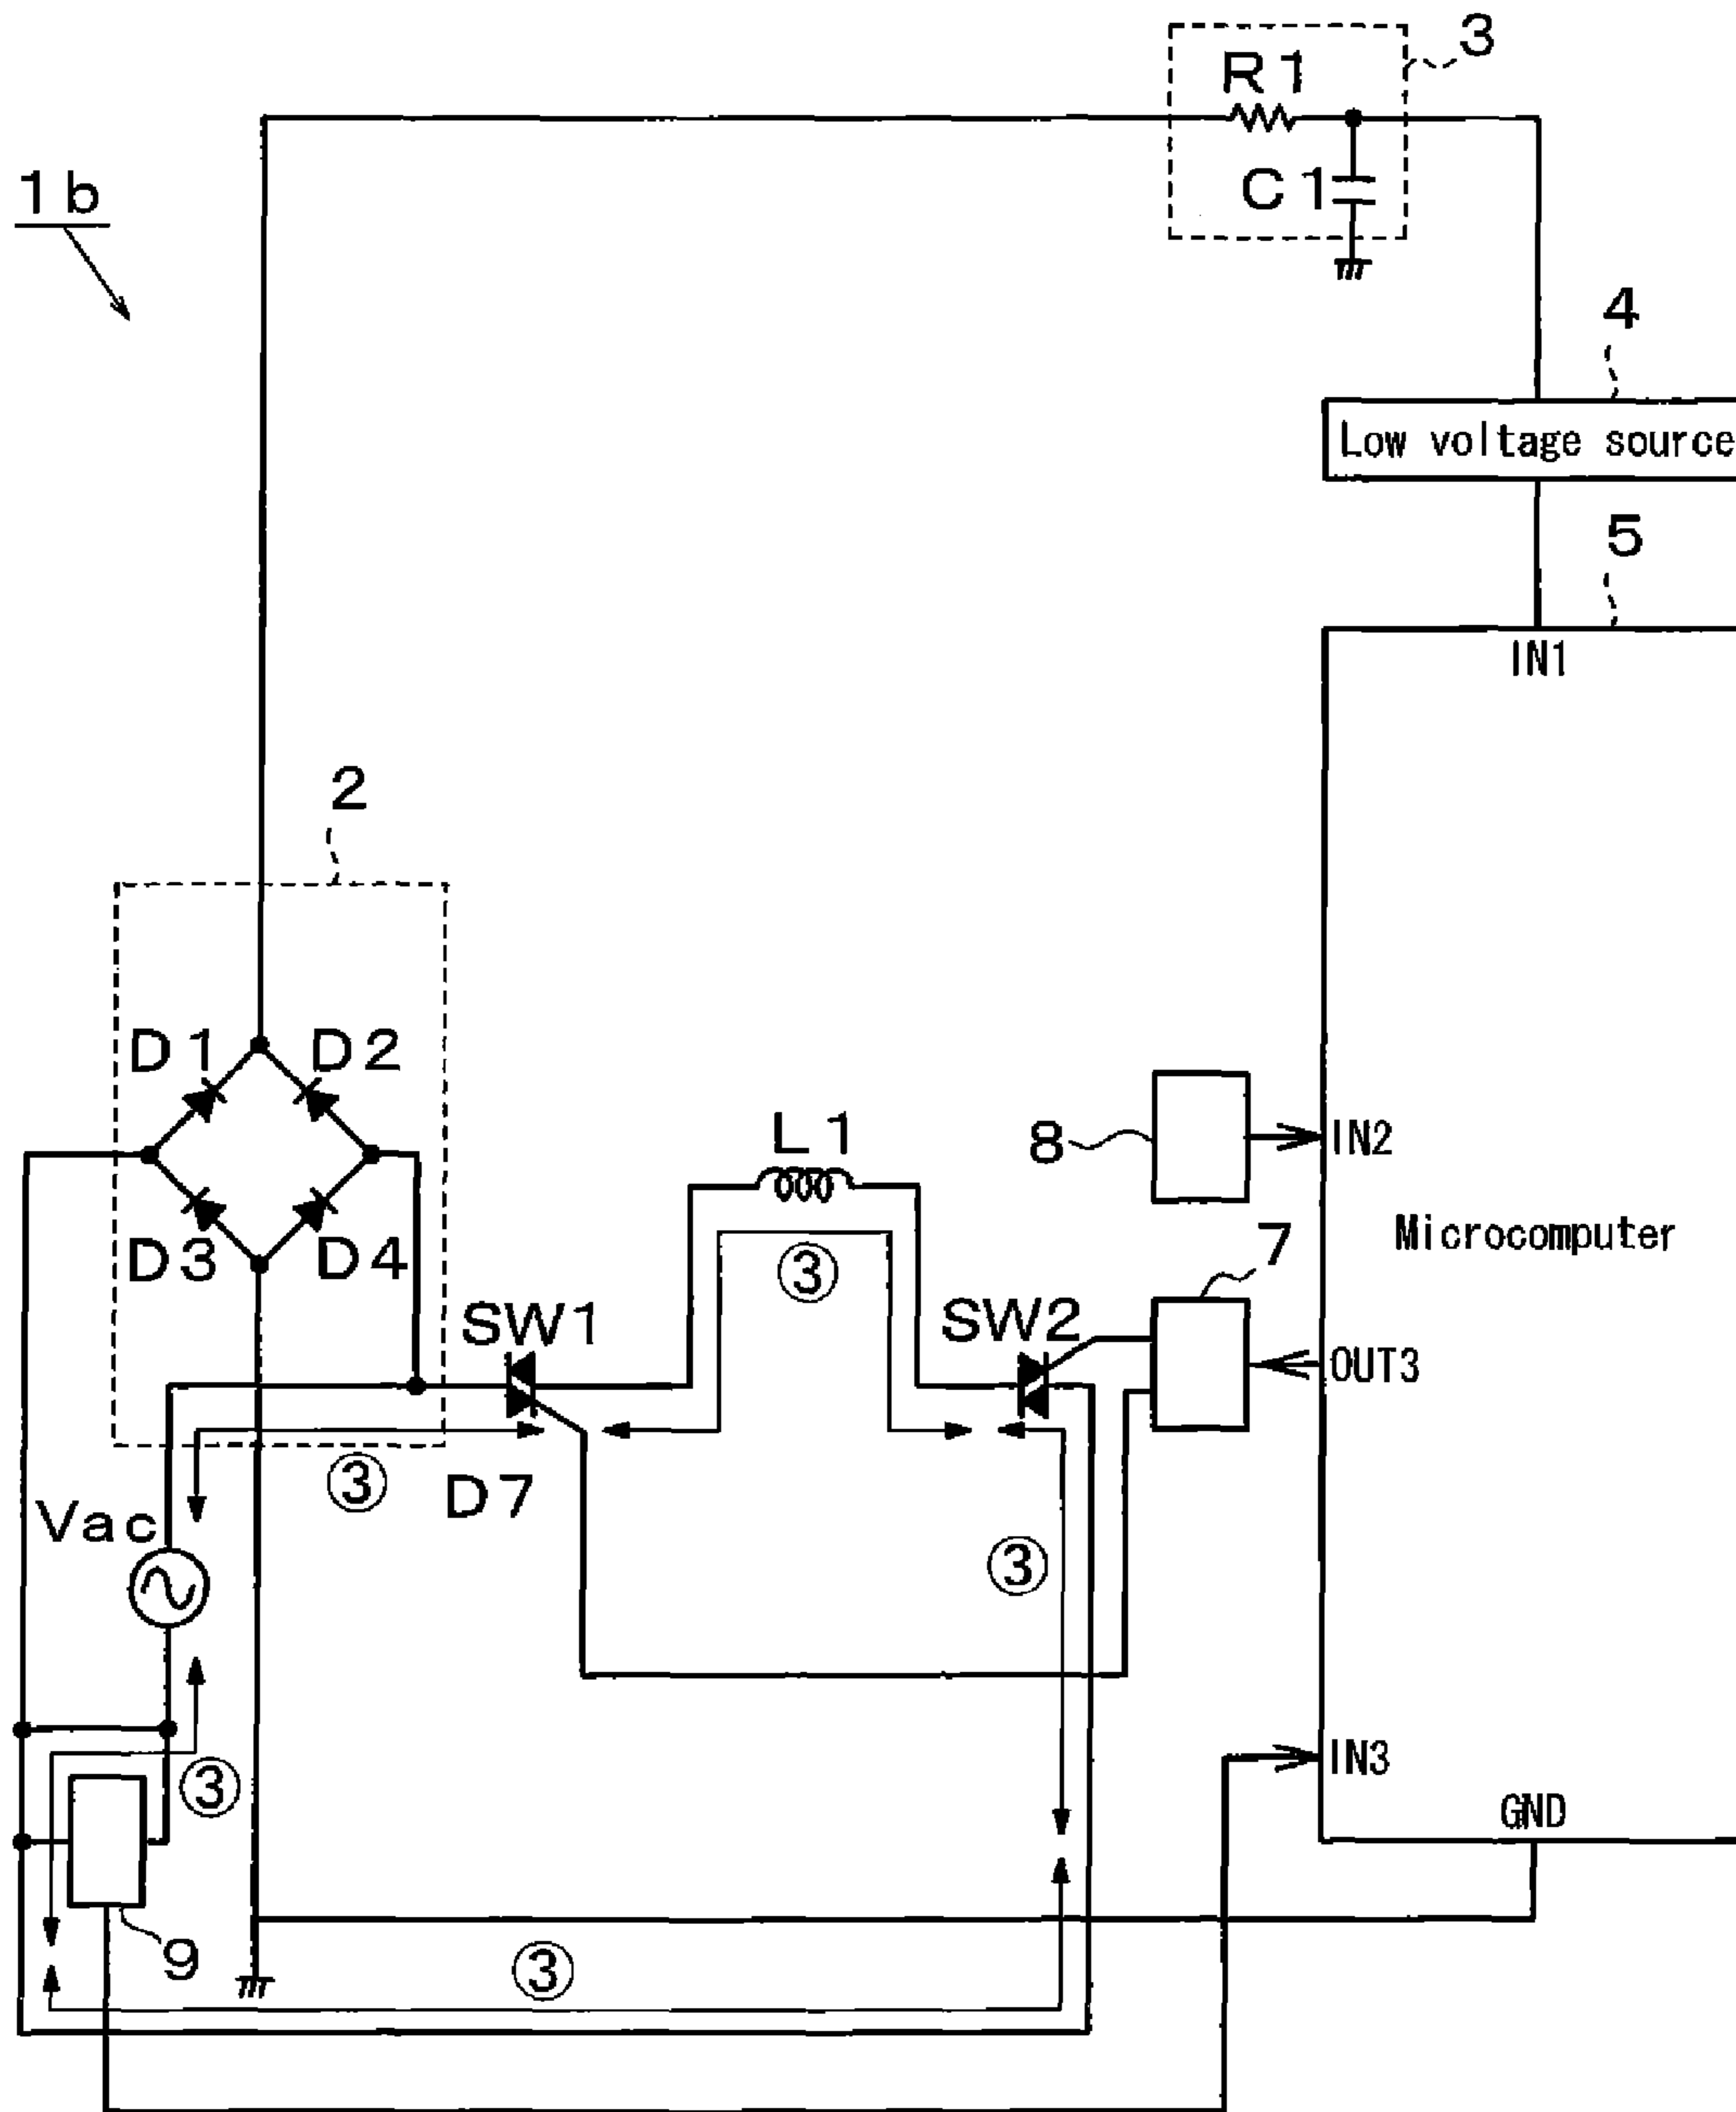 3
R1
1b
C1
4
Low voltage source
5
IN1
2
D1 D2
L1
8
IN2
D3 D4
7
Microcomputer
③
SW1
SW2
OUT3
③
D7
Vac
③
③
IN3
GND
9
③